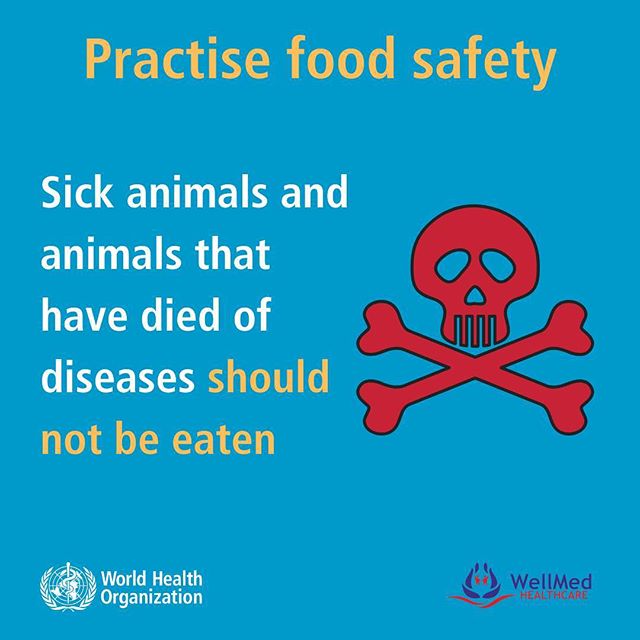 Practise food safety
Sick animals and
animals that
have died of
diseases should
not be eaten
World Health
Organization
WellMed
HEALTHCARE